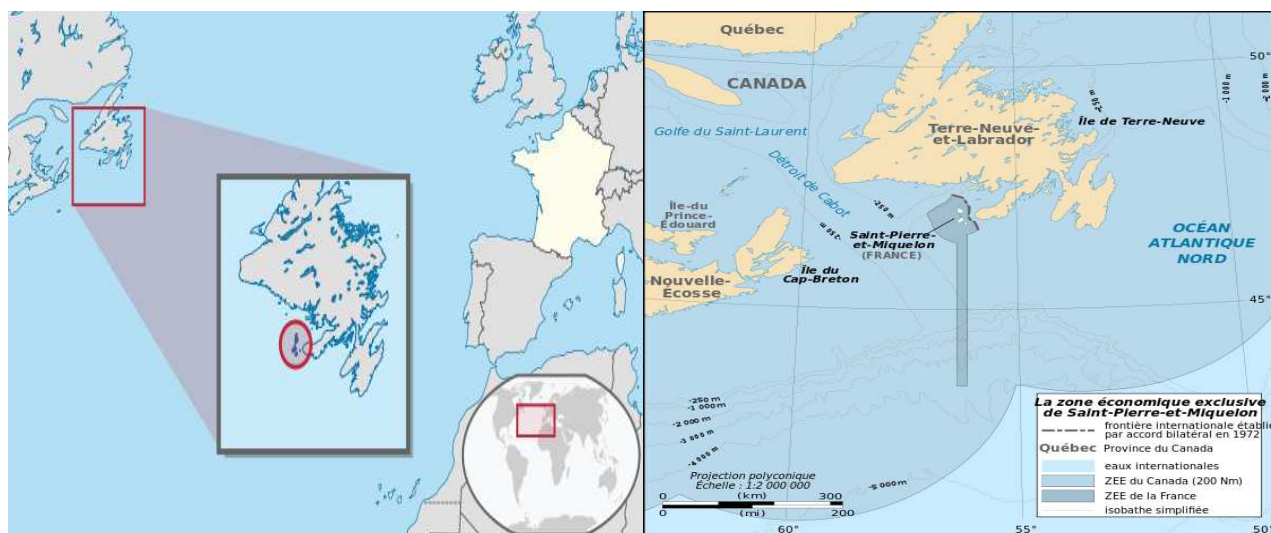 Québec
50°
CANADA
-250 m
-1 000 m
Île de Terre-Neuve
Golfe du Saint-Laurent
Terre-Neuve-
et-Labrador
Détroit de Cabot
-250 m
-250 m
Île-du
Prince-
Édouard
Saint-Pierre-
et-Miquelon
(FRANCE)
OCÉAN
ATLANTIQUE
NORD
Île du
Cap-Breton
Nouvelle-
Écosse
45°
-250 m
-1 000 m
-2 000 m
-3 000 m
-4 000 m
-5 000 m
La zone économique exclusive
de Saint-Pierre-et-Miquelon
frontière internationale établie
par accord bilatéral en 1972
Québec Province du Canada
eaux internationales
ZEE du Canada (200 Nm)
ZEE de la France
isobathe simplifiée
Projection polyconique
Échelle : 1:2 000 000
0 (km) 300
0 (mi) 200
60°
55°
50°